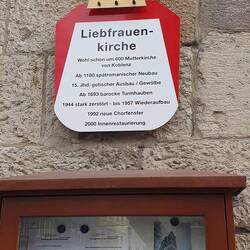 Liebfrauen-
kirche
Wohl schon um 600 Mutterkirche
von Koblenz
Ab 1180 spätromanischer Neubau
15. Jhd. gotischer Ausbau / Gewölbe
Ab 1693 barocke Turmhauben
1944 stark zerstört - bis 1957 Wiederaufbau
1992 neue Chorfenster
2000 Innenrestaurierung